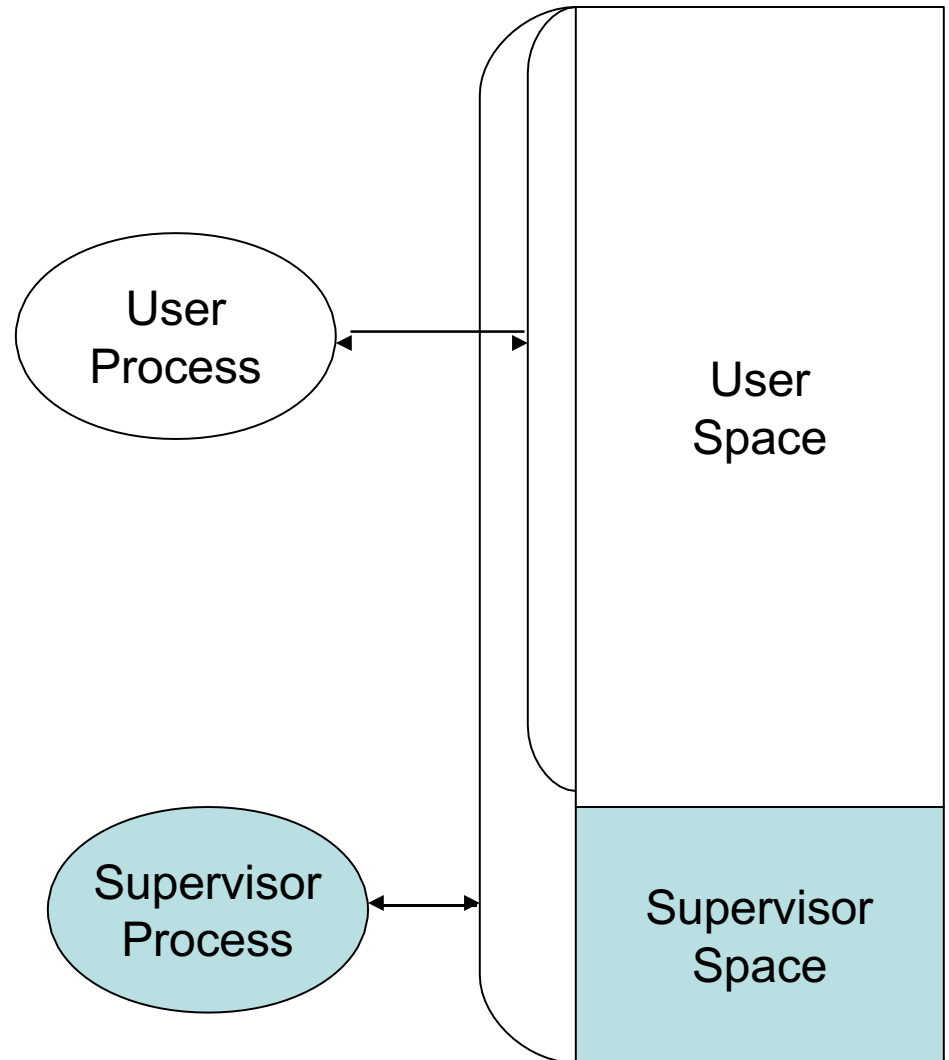 User
Process
User
Space
Supervisor
Process
Supervisor
Space